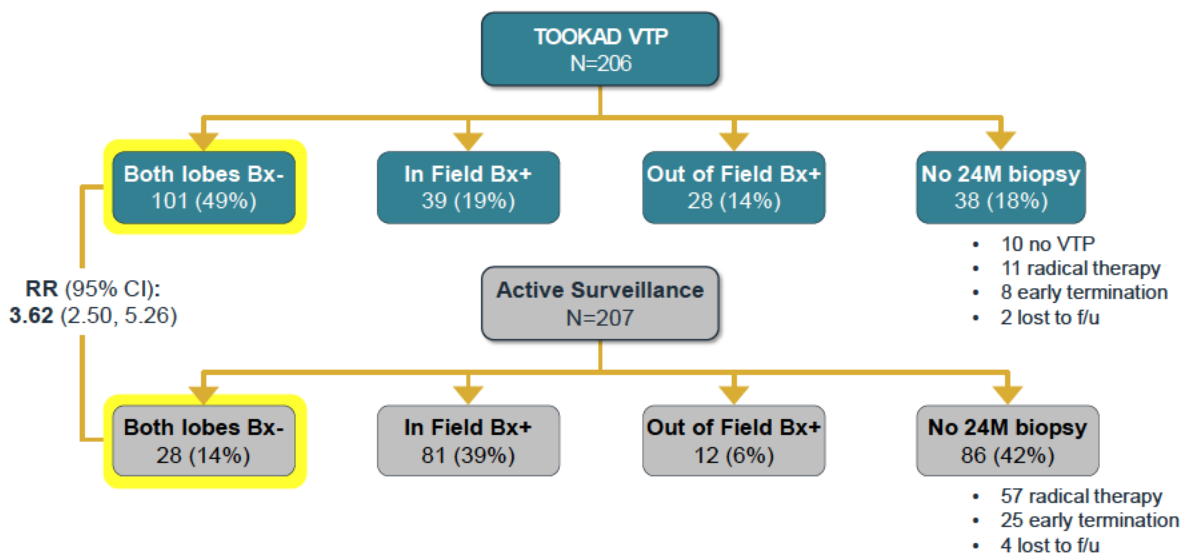 TOOKAD VTP
N=206
Both lobes Bx-
101 (49%)
In Field Bx+
39 (19%)
Out of Field Bx+
28 (14%)
No 24M biopsy
38 (18%)
• 10 no VTP
• 11 radical therapy
• 8 early termination
• 2 lost to f/u
RR (95% CI):
3.62 (2.50, 5.26)
Active Surveillance
N=207
Both lobes Bx-
28 (14%)
In Field Bx+
81 (39%)
Out of Field Bx+
12 (6%)
No 24M biopsy
86 (42%)
• 57 radical therapy
• 25 early termination
• 4 lost to f/u